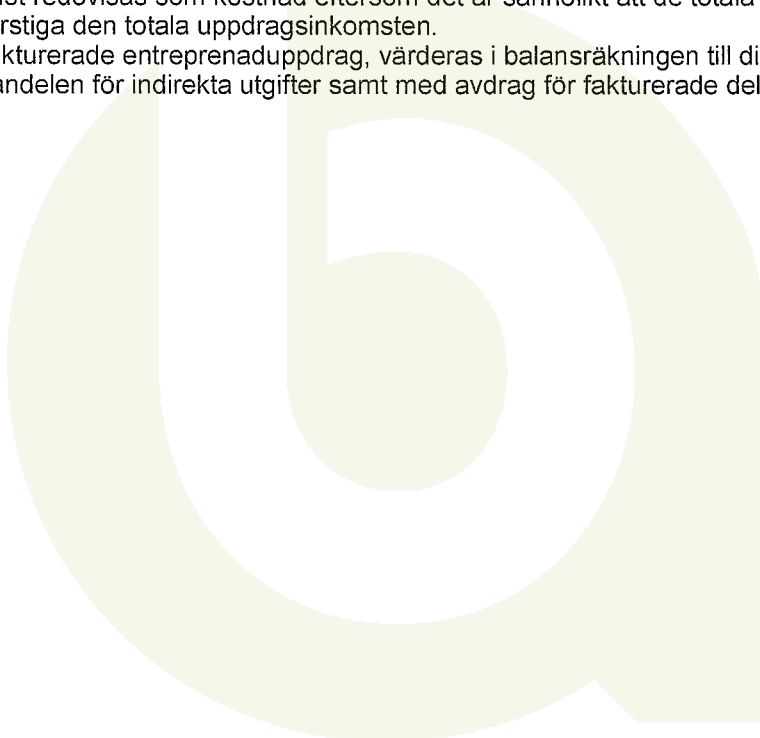 redovisas som kostnad eftersom det är sannolikt att de totala
rstiga den totala uppdragsinkomsten.
kturerade entreprenaduppdrag, värderas i balansräkningen till di
andelen för indirekta utgifter samt med avdrag för fakturerade del